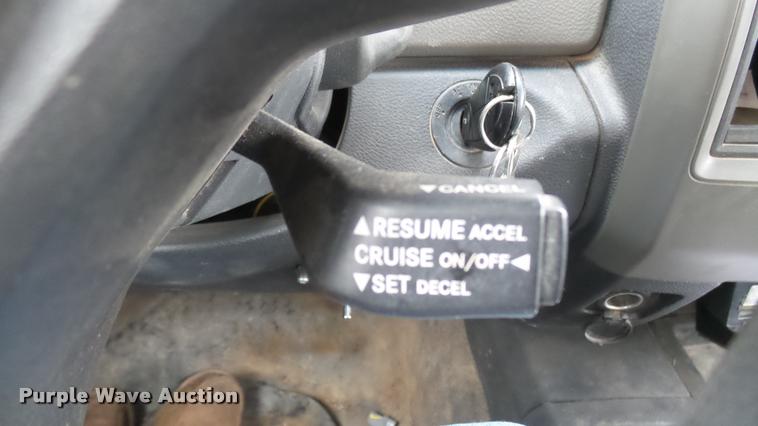 ▼CANCEL
▲RESUME ACCEL
CRUISE ON/OFF◀
▼SET DECEL
Purple Wave Auction®